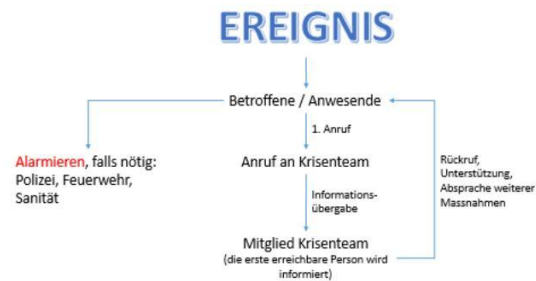 EREIGNIS
Betroffene / Anwesende
1. Anruf
Alarmieren, falls nötig:
Polizei, Feuerwehr,
Sanität
Anruf an Krisenteam
Rückruf,
Unterstützung,
Absprache weiterer
Massnahmen
Informations-
übergabe
Mitglied Krisenteam
(die erste erreichbare Person wird
informiert)